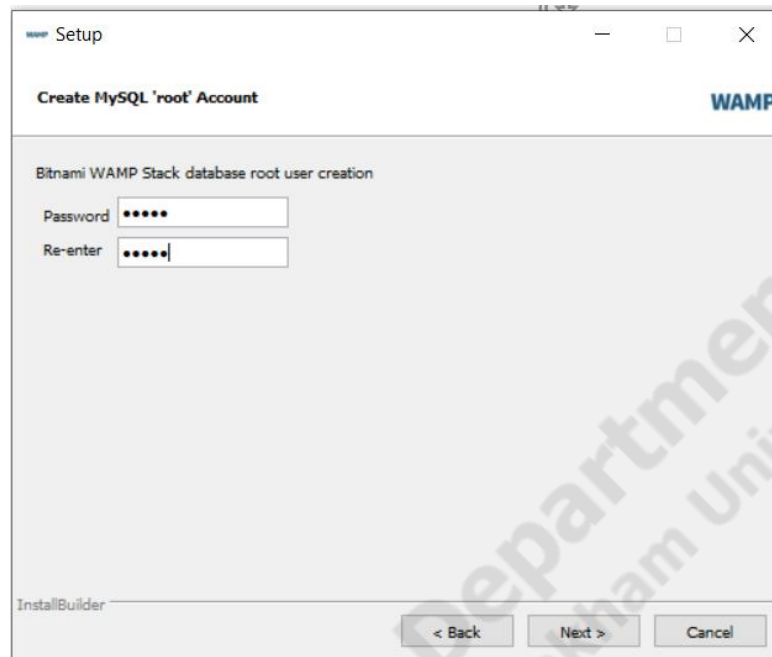 WAMP Setup
Create MySQL 'root' Account
WAMP
Bitnami WAMP Stack database root user creation
Password •••••
Re-enter •••••
InstallBuilder
< Back Next > Cancel